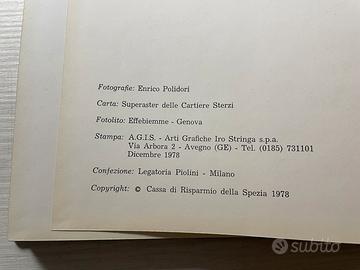 Fotografie: Enrico Polidori
Carta: Superaster delle Cartiere Sterzi
Fotolito: Effebiemme - Genova
Stampa: A.G.I.S. - Arti Grafiche Iro Stringa s.p.a.
Via Arbora 2 - Avegno (GE) - Tel. (0185) 731101
Dicembre 1978
Confezione: Legatoria Piolini - Milano
Copyright: © Cassa di Risparmio della Spezia 1978
subito